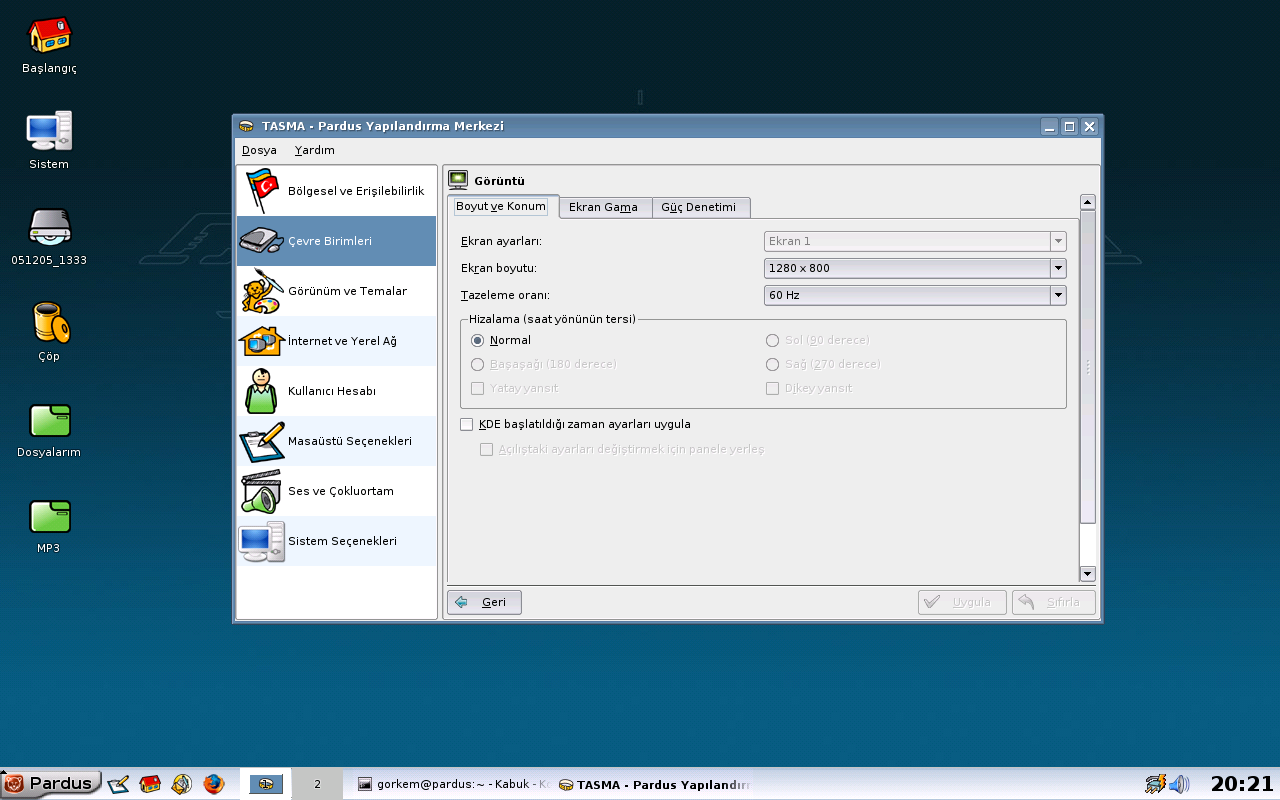 Başlangıç
Sistem
051205_1333
Çöp
Dosyalarım
MP3
TASMA - Pardus Yapılandırma Merkezi
Dosya Yardım
Bölgesel ve Erişilebilirlik
Çevre Birimleri
Görünüm ve Temalar
İnternet ve Yerel Ağ
Kullanıcı Hesabı
Masaüstü Seçenekleri
Ses ve Çokluortam
Sistem Seçenekleri
Görüntü
Boyut ve Konum Ekran Gama Güç Denetimi
Ekran ayarları: Ekran 1
Ekran boyutu: 1280 x 800
Tazeleme oranı: 60 Hz
Hizalama (saat yönünün tersi)
Normal Sol (90 derece)
Başaşağı (180 derece) Sağ (270 derece)
Yatay yansıt Dikey yansıt
KDE başlatıldığı zaman ayarları uygula
Açılıştaki ayarları değiştirmek için panele yerleş
Geri Uygula Sıfırla
Pardus 2 gorkem@pardus:~ - Kabuk - TASMA - Pardus 20:21